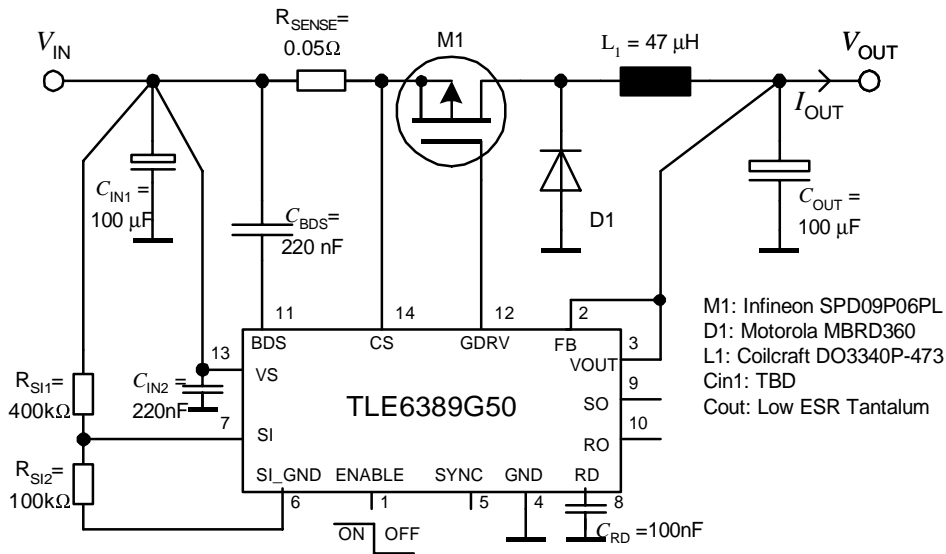 R_SENSE=
0.05Ω
M1
L₁ = 47 µH
V_IN
V_OUT
I_OUT
C_IN1 =
100 µF
C_BDS=
220 nF
D1
C_OUT =
100 µF
11
14
12
2
BDS
CS
GDRV
FB
13
VS
VOUT
3
M1: Infineon SPD09P06PL
D1: Motorola MBRD360
L1: Coilcraft DO3340P-473
Cin1: TBD
Cout: Low ESR Tantalum
R_SI1=
400kΩ
C_IN2=
220nF
TLE6389G50
9
SO
7
SI
10
RO
R_SI2=
100kΩ
SI_GND
ENABLE
SYNC
GND
RD
6
1
5
4
8
ON
OFF
C_RD=100nF